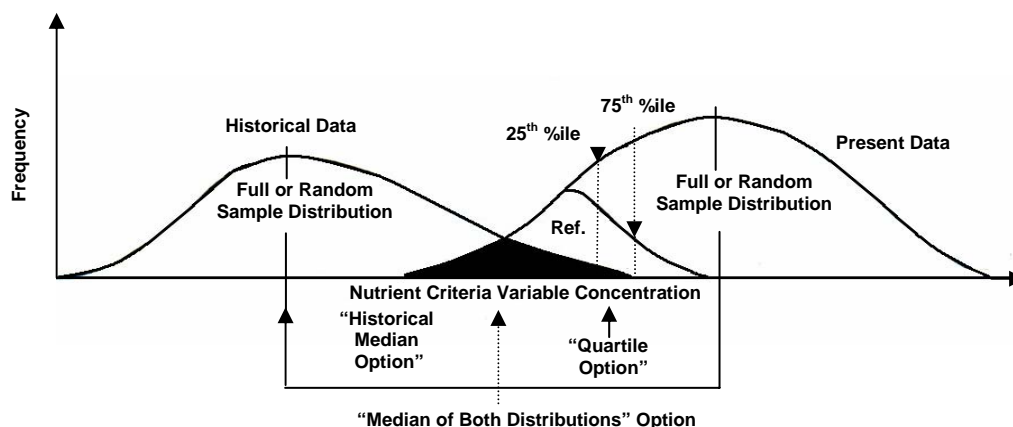 Frequency
75th %ile
25th %ile
Historical Data
Present Data
Full or Random
Sample Distribution
Full or Random
Sample Distribution
Ref.
Nutrient Criteria Variable Concentration
“Historical
Median
Option”
“Quartile
Option”
“Median of Both Distributions” Option